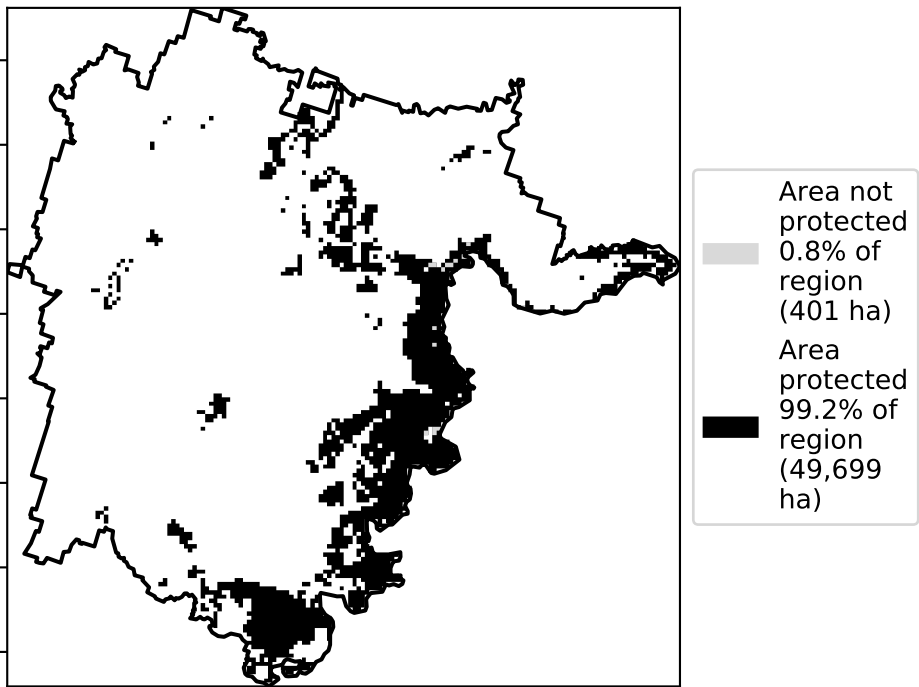 Area not
protected
0.8% of
region
(401 ha)
Area
protected
99.2% of
region
(49,699
ha)